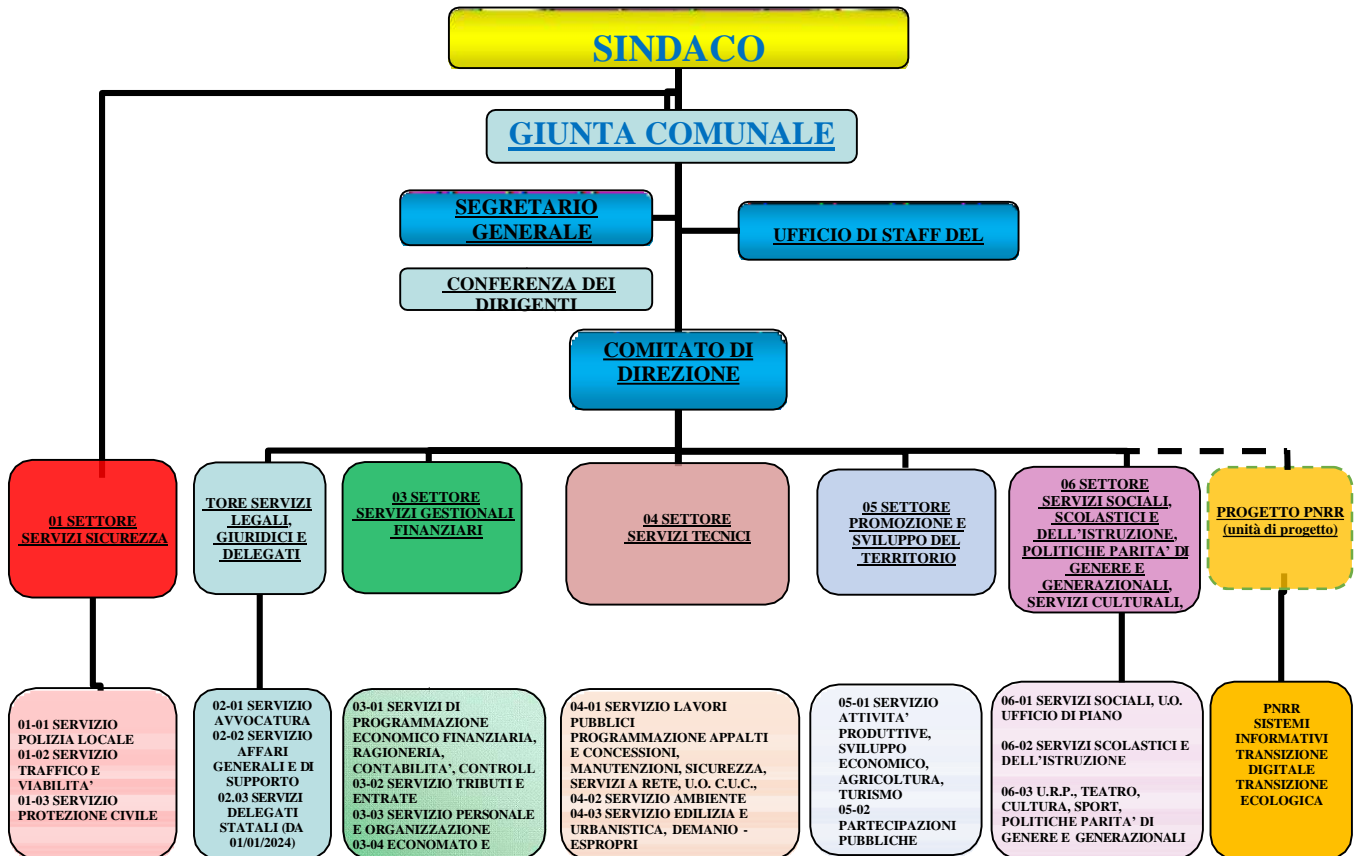 SINDACO
GIUNTA COMUNALE
SEGRETARIO
GENERALE
UFFICIO DI STAFF DEL
CONFERENZA DEI
DIRIGENTI
COMITATO DI
DIREZIONE
01 SETTORE
SERVIZI SICUREZZA
TORE SERVIZI
LEGALI,
GIURIDICI E
DELEGATI
03 SETTORE
SERVIZI GESTIONALI
FINANZIARI
04 SETTORE
SERVIZI TECNICI
05 SETTORE
PROMOZIONE E
SVILUPPO DEL
TERRITORIO
06 SETTORE
SERVIZI SOCIALI,
SCOLASTICI E
DELL'ISTRUZIONE,
POLITICHE PARITA' DI
GENERE E
GENERAZIONALI,
SERVIZI CULTURALI,
PROGETTO PNRR
(unità di progetto)
01-01 SERVIZIO
POLIZIA LOCALE
01-02 SERVIZIO
TRAFFICO E
VIABILITA'
01-03 SERVIZIO
PROTEZIONE CIVILE
02-01 SERVIZIO
AVVOCATURA
02-02 SERVIZIO
AFFARI
GENERALI E DI
SUPPORTO
02.03 SERVIZI
DELEGATI
STATALI (DA
01/01/2024)
03-01 SERVIZI DI
PROGRAMMAZIONE
ECONOMICO FINANZIARIA,
RAGIONERIA,
CONTABILITA', CONTROLL
03-02 SERVIZIO TRIBUTI E
ENTRATE
03-03 SERVIZIO PERSONALE
E ORGANIZZAZIONE
03-04 ECONOMATO E
04-01 SERVIZIO LAVORI
PUBBLICI
PROGRAMMAZIONE APPALTI
E CONCESSIONI,
MANUTENZIONI, SICUREZZA,
SERVIZI A RETE, U.O. C.U.C.,
04-02 SERVIZIO AMBIENTE
04-03 SERVIZIO EDILIZIA E
URBANISTICA, DEMANIO -
ESPROPRI
05-01 SERVIZIO
ATTIVITA'
PRODUTTIVE,
SVILUPPO
ECONOMICO,
AGRICOLTURA,
TURISMO
05-02
PARTECIPAZIONI
PUBBLICHE
06-01 SERVIZI SOCIALI, U.O.
UFFICIO DI PIANO
06-02 SERVIZI SCOLASTICI E
DELL'ISTRUZIONE
06-03 U.R.P., TEATRO,
CULTURA, SPORT,
POLITICHE PARITA' DI
GENERE E GENERAZIONALI
PNRR
SISTEMI
INFORMATIVI
TRANSIZIONE
DIGITALE
TRANSIZIONE
ECOLOGICA